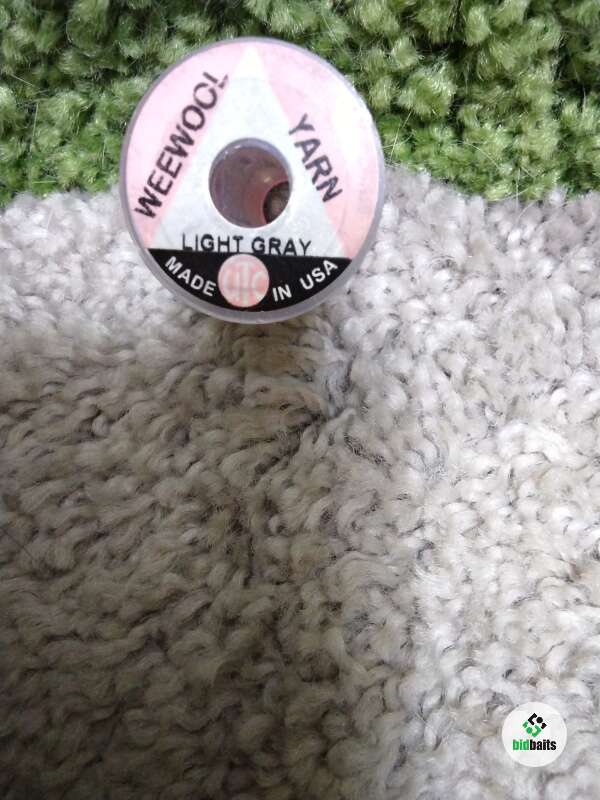 WEEWOOL
YARN
LIGHT GRAY
MADE
IN USA
bidbaits